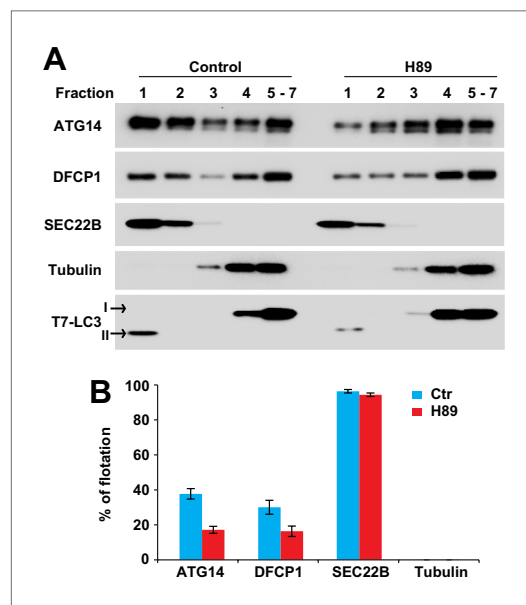 A
Control H89
Fraction 1 2 3 4 5 - 7 1 2 3 4 5 - 7
ATG14
DFCP1
SEC22B
Tubulin
I
T7-LC3
II
B
100
80
60
40
20
0
% of flotation
Ctr
H89
ATG14 DFCP1 SEC22B Tubulin